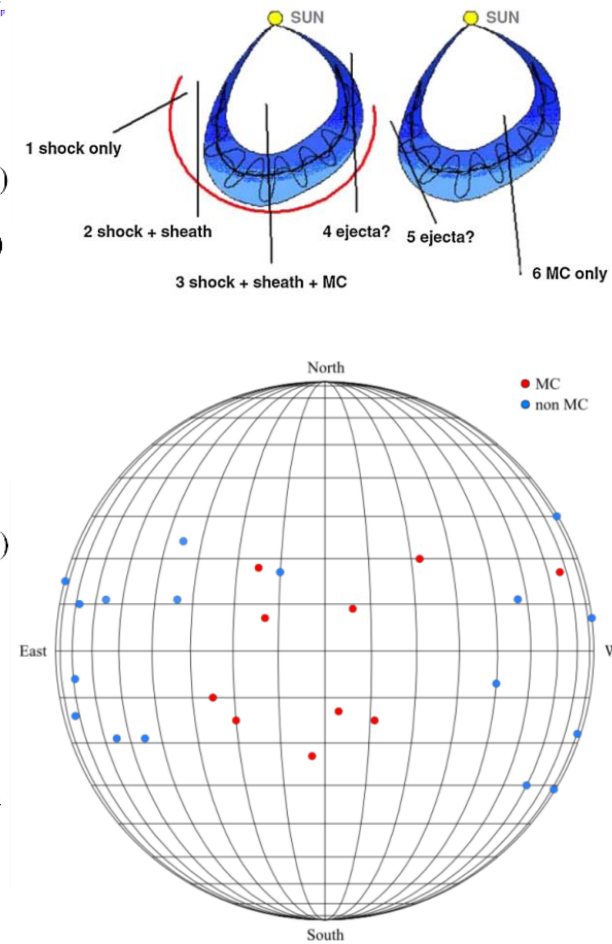 SUN
SUN
1 shock only
2 shock + sheath
4 ejecta?
5 ejecta?
3 shock + sheath + MC
6 MC only
North
MC
non MC
East
W
South